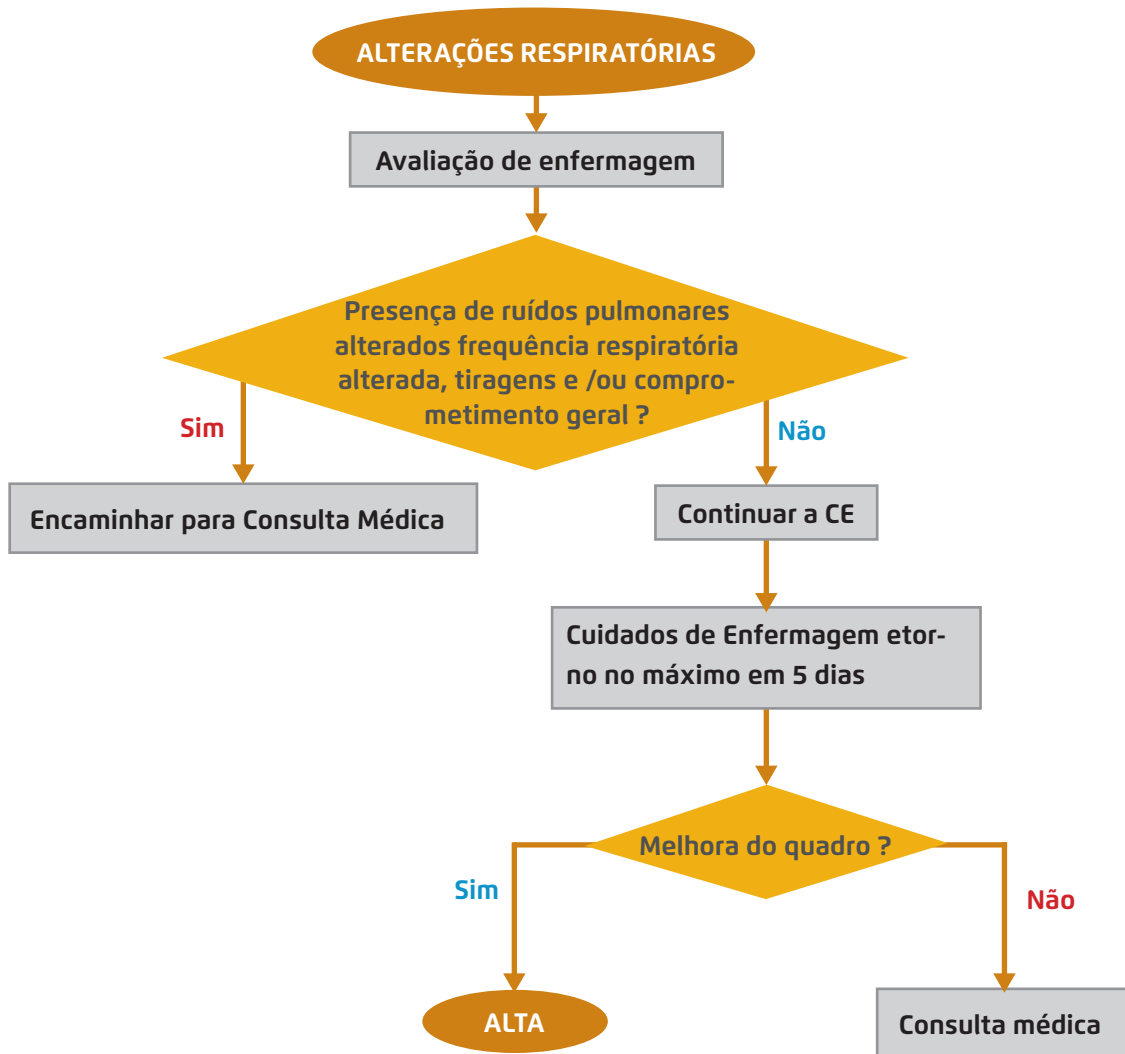 ALTERAÇÕES RESPIRATÓRIAS
Avaliação de enfermagem
Presença de ruídos pulmonares
alterados frequência respiratória
alterada, tiragens e /ou compro-
metimento geral ?
Sim
Não
Encaminhar para Consulta Médica
Continuar a CE
Cuidados de Enfermagem etor-
no no máximo em 5 dias
Melhora do quadro ?
Sim
Não
ALTA
Consulta médica